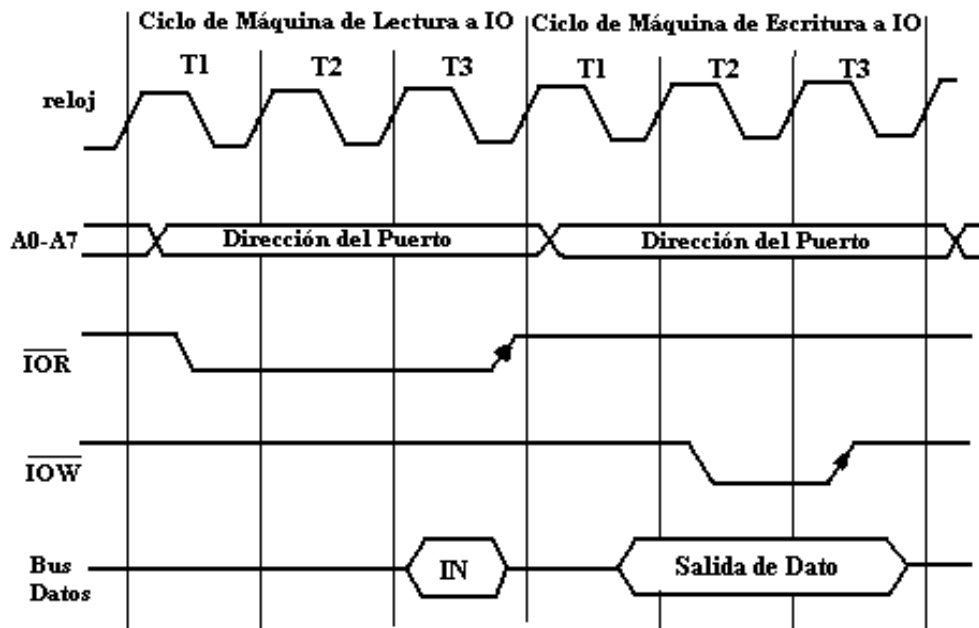 Ciclo de Máquina de Lectura a IO Ciclo de Máquina de Escritura a IO
T1 T2 T3 T1 T2 T3
reloj
A0-A7 Dirección del Puerto Dirección del Puerto
IOR
IOW
Bus
Datos
IN
Salida de Dato